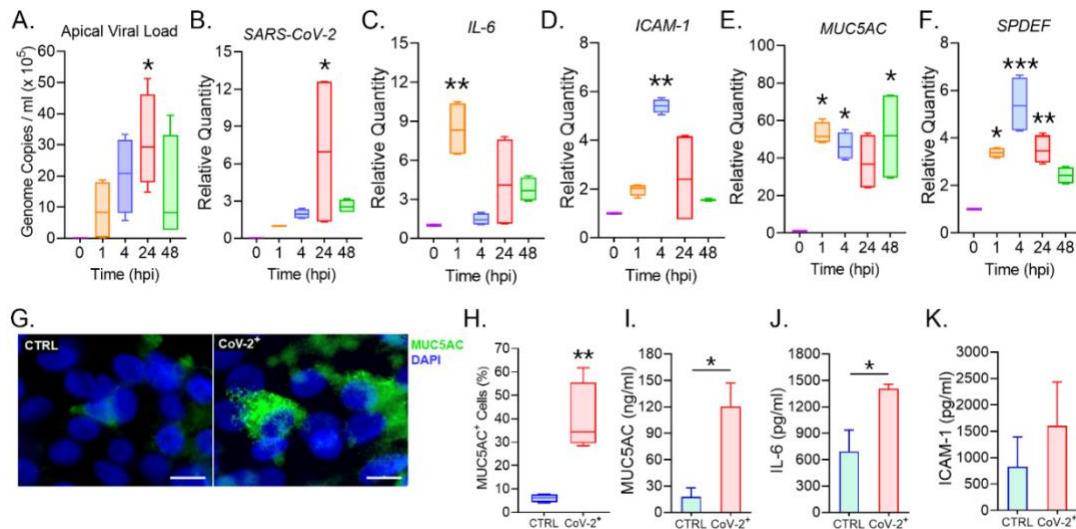 A. Apical Viral Load
Genome Copies / ml (x 10⁵)
60
50
40
30
20
10
0
*
0 1 4 24 48
Time (hpi)
B. SARS-CoV-2
Relative Quantity
15
12
9
6
3
0
*
0 1 4 24 48
Time (hpi)
C. IL-6
Relative Quantity
15
12
9
6
3
0
**
0 1 4 24 48
Time (hpi)
D. ICAM-1
Relative Quantity
8
6
4
2
0
**
0 1 4 24 48
Time (hpi)
E. MUC5AC
Relative Quantity
100
80
60
40
20
0
* * *
0 1 4 24 48
Time (hpi)
F. SPDEF
Relative Quantity
8
6
4
2
0
* *** **
0 1 4 24 48
Time (hpi)
G.
CTRL
CoV-2⁺
MUC5AC
DAPI
H.
MUC5AC⁺ Cells (%)
70
60
50
40
30
20
10
0
**
CTRL CoV-2⁺
I.
MUC5AC (ng/ml)
180
150
120
90
60
30
0
*
CTRL CoV-2⁺
J.
IL-6 (pg/ml)
1800
1500
1200
900
600
300
0
*
CTRL CoV-2⁺
K.
ICAM-1 (pg/ml)
3000
2500
2000
1500
1000
500
0
CTRL CoV-2⁺